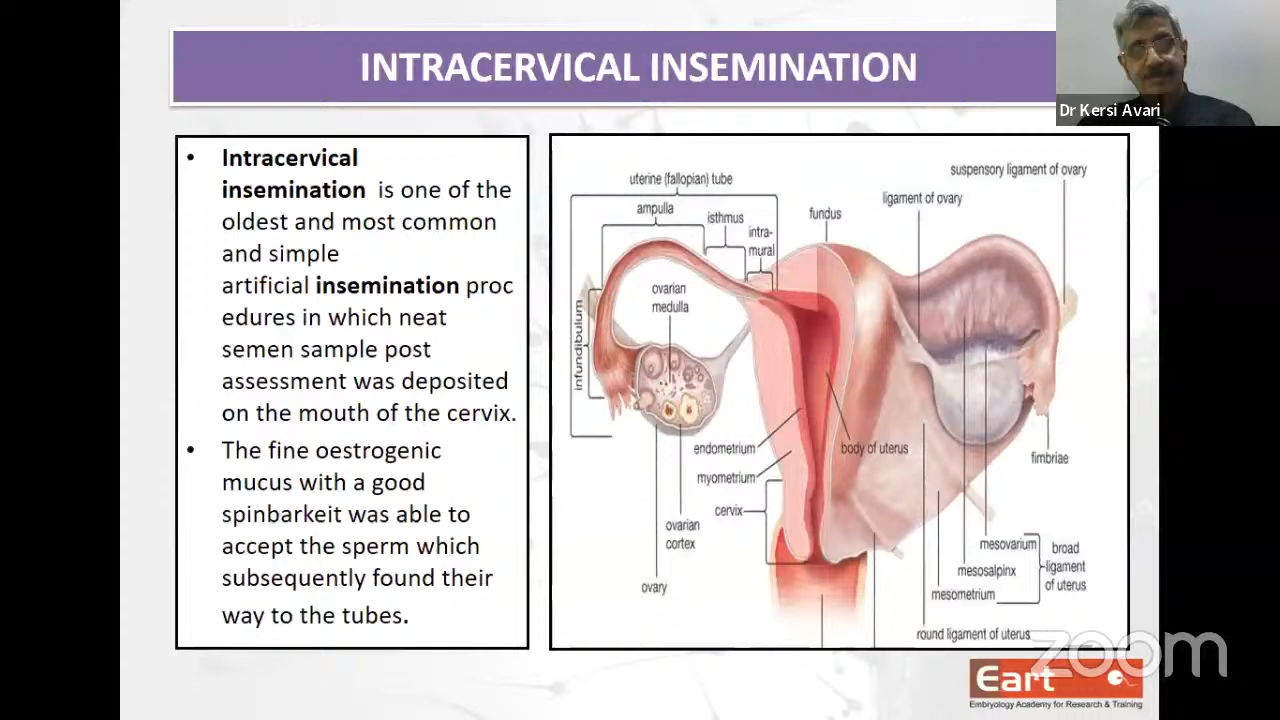 INTRACERVICAL INSEMINATION
Dr Kersi Avari
• Intracervical
insemination is one of the
oldest and most common
and simple
artificial insemination proc
edures in which neat
semen sample post
assessment was deposited
on the mouth of the cervix.
• The fine oestrogenic
mucus with a good
spinbarkeit was able to
accept the sperm which
subsequently found their
way to the tubes.
uterine (fallopian) tube
ampulla
isthmus
intra-
mural
fundus
ligament of ovary
suspensory ligament of ovary
infundibulum
ovarian
medulla
endometrium
myometrium
cervix
body of uterus
fimbriae
ovarian
cortex
ovary
mesovarium
mesosalpinx
mesometrium
broad
ligament
of uterus
round ligament of uterus
zoom
Eart
Embryology Academy for Research & Training